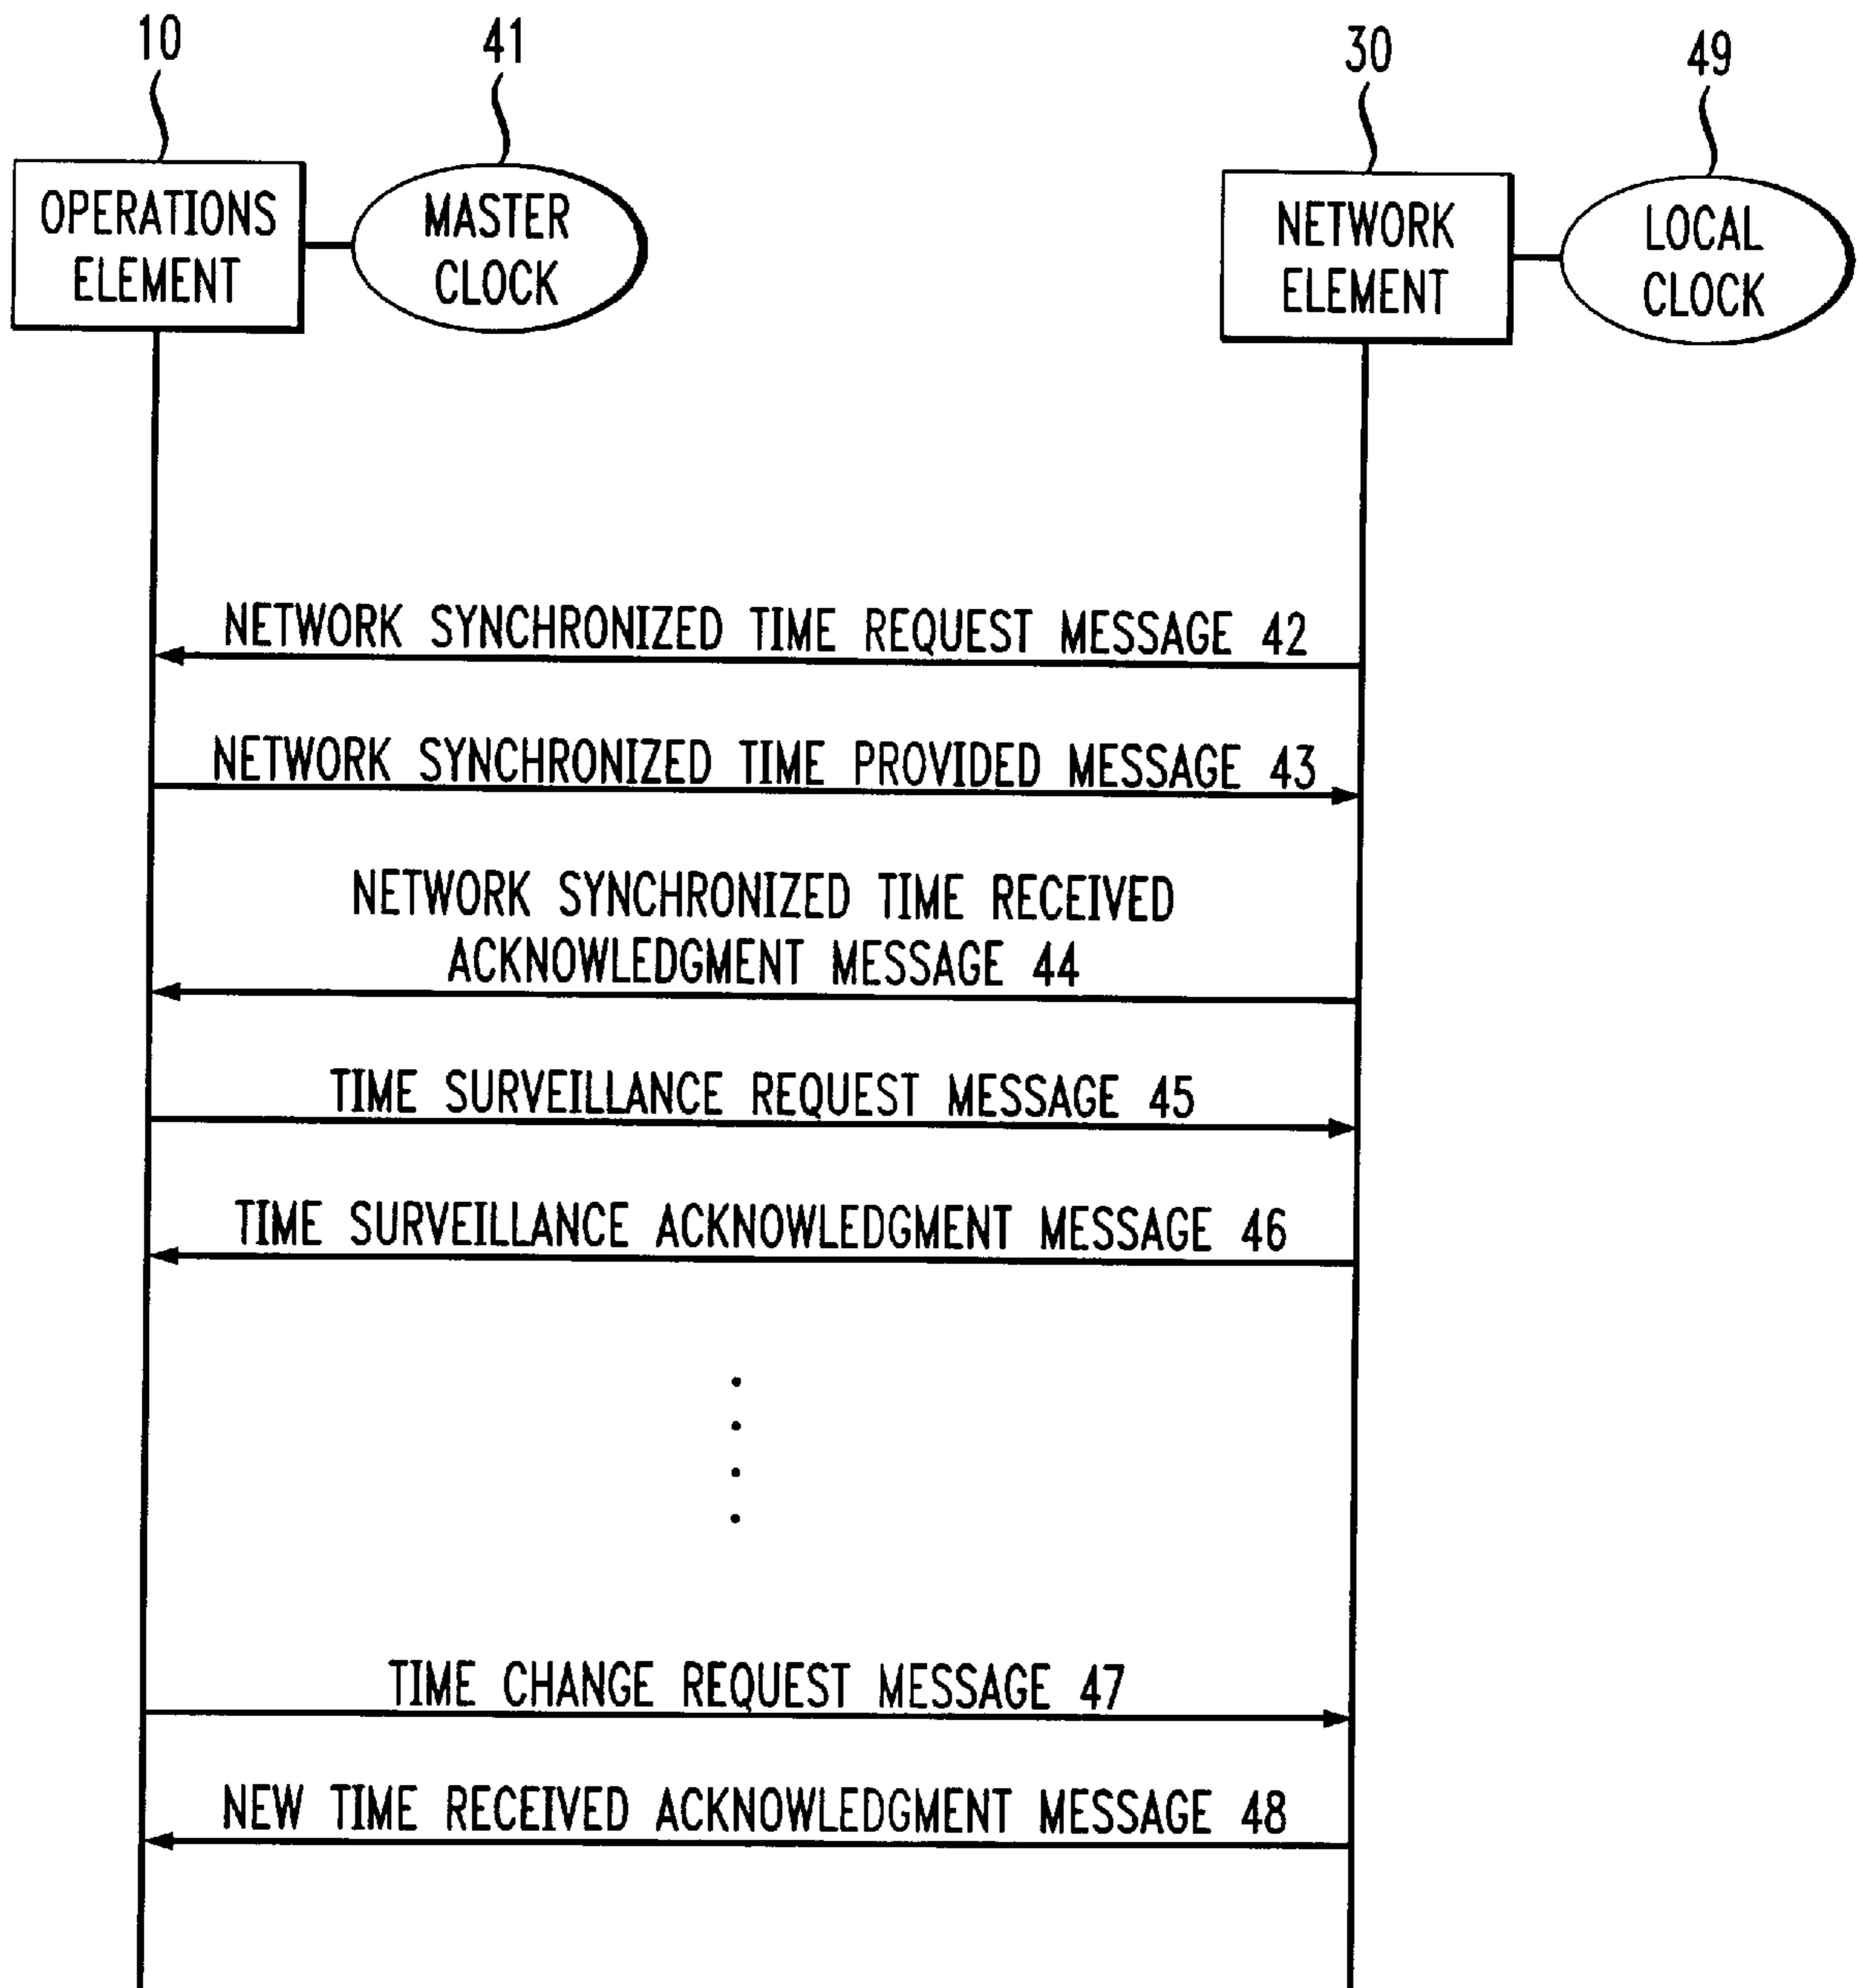 10
41
30
49
OPERATIONS
ELEMENT
MASTER
CLOCK
NETWORK
ELEMENT
LOCAL
CLOCK
NETWORK SYNCHRONIZED TIME REQUEST MESSAGE 42
NETWORK SYNCHRONIZED TIME PROVIDED MESSAGE 43
NETWORK SYNCHRONIZED TIME RECEIVED
ACKNOWLEDGMENT MESSAGE 44
TIME SURVEILLANCE REQUEST MESSAGE 45
TIME SURVEILLANCE ACKNOWLEDGMENT MESSAGE 46
TIME CHANGE REQUEST MESSAGE 47
NEW TIME RECEIVED ACKNOWLEDGMENT MESSAGE 48